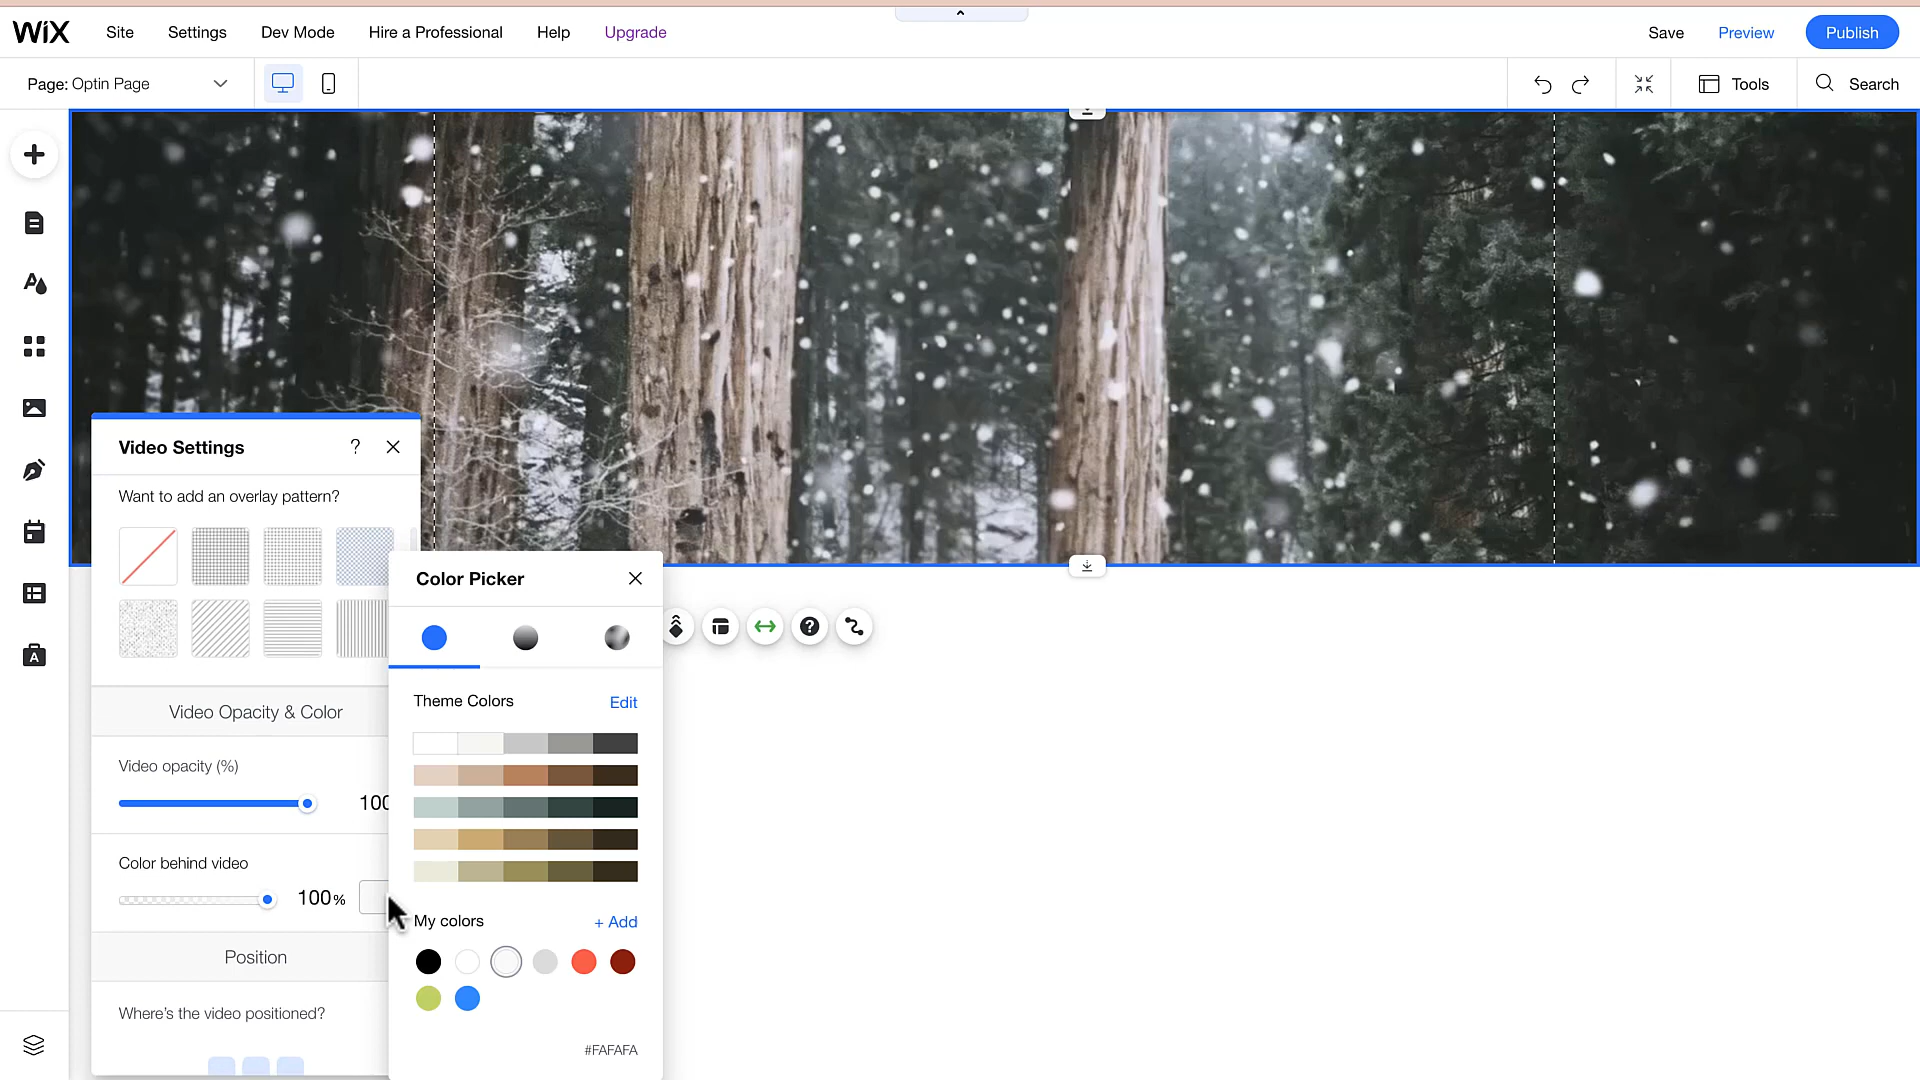 WIX Site Settings Dev Mode Hire a Professional Help Upgrade Save Preview Publish
Page: Optin Page Tools Search
Video Settings ?
Want to add an overlay pattern?
Video Opacity & Color
Video opacity (%)
100
Color behind video
100%
Position
Where's the video positioned?
Color Picker
Theme Colors Edit
My colors + Add
#FAFAFA
A